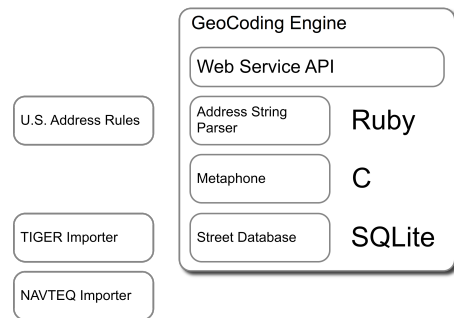 GeoCoding Engine
Web Service API
U.S. Address Rules
Address String
Parser
Ruby
Metaphone
C
TIGER Importer
Street Database
SQLite
NAVTEQ Importer